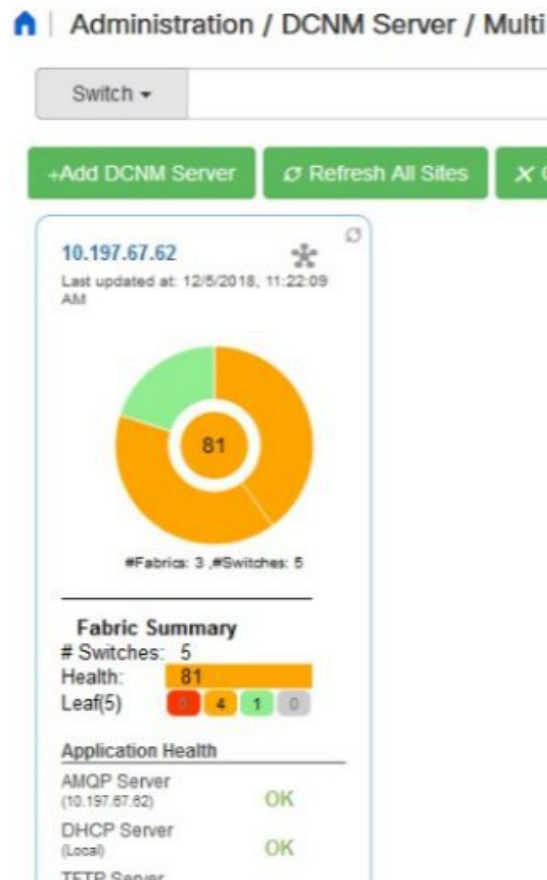 Administration / DCNM Server / Multi
Switch
+Add DCNM Server
Refresh All Sites
10.197.67.62
Last updated at: 12/5/2018, 11:22:09
AM
81
#Fabrics: 3 ,#Switches: 5
Fabric Summary
# Switches: 5
Health: 81
Leaf(5) 0 4 1 0
Application Health
AMQP Server
(10.197.67.62) OK
DHCP Server
(Local) OK
TFTP Server